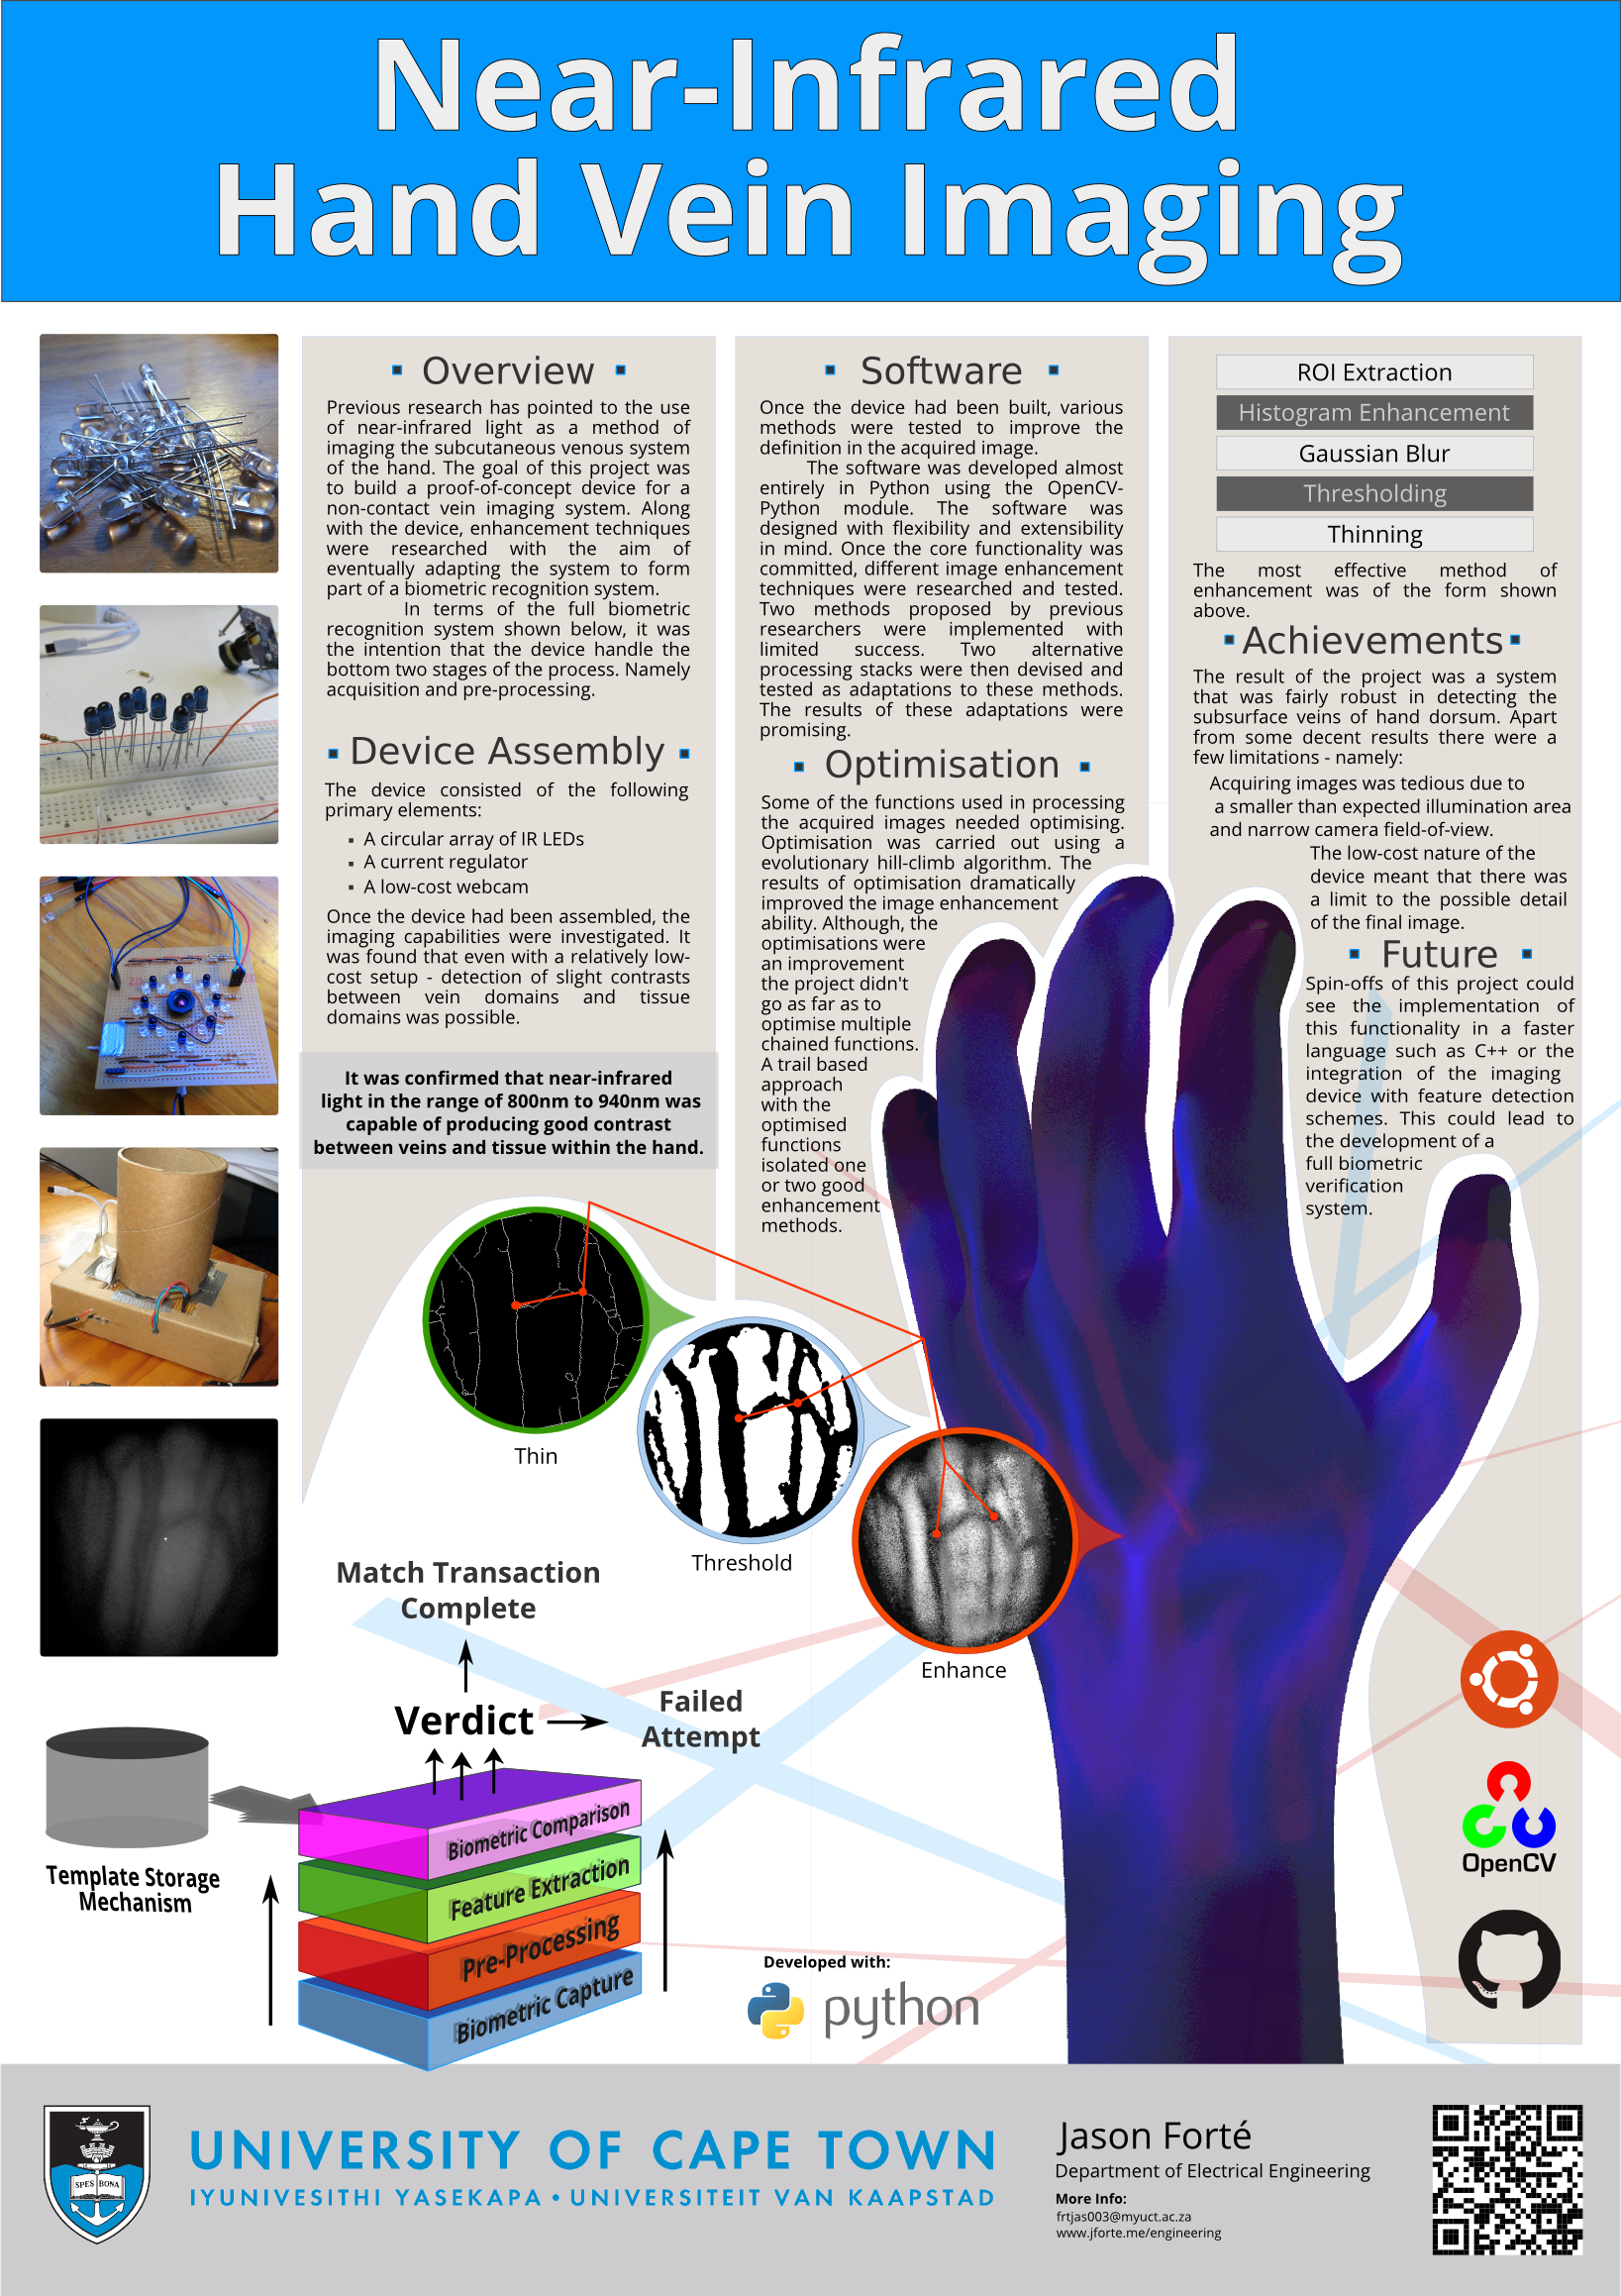 Near-Infrared
Hand Vein Imaging
Overview
Previous research has pointed to the use
of near-infrared light as a method of
imaging the subcutaneous venous system
of the hand. The goal of this project was
to build a proof-of-concept device for a
non-contact vein imaging system. Along
with the device, enhancement techniques
were researched with the aim of
eventually adapting the system to form
part of a biometric recognition system.
In terms of the full biometric
recognition system shown below, it was
the intention that the device handle the
bottom two stages of the process. Namely
acquisition and pre-processing.
Device Assembly
The device consisted of the following
primary elements:
▪ A circular array of IR LEDs
▪ A current regulator
▪ A low-cost webcam
Once the device had been assembled, the
imaging capabilities were investigated. It
was found that even with a relatively low-
cost setup - detection of slight contrasts
between vein domains and tissue
domains was possible.
It was confirmed that near-infrared
light in the range of 800nm to 940nm was
capable of producing good contrast
between veins and tissue within the hand.
Software
Once the device had been built, various
methods were tested to improve the
definition in the acquired image.
The software was developed almost
entirely in Python using the OpenCV-
Python module. The software was
designed with flexibility and extensibility
in mind. Once the core functionality was
committed, different image enhancement
techniques were researched and tested.
Two methods proposed by previous
researchers were implemented with
limited success. Two alternative
processing stacks were then devised and
tested as adaptations to these methods.
The results of these adaptations were
promising.
Optimisation
Some of the functions used in processing
the acquired images needed optimising.
Optimisation was carried out using a
evolutionary hill-climb algorithm. The
results of optimisation dramatically
improved the image enhancement
ability. Although, the
optimisations were
an improvement
the project didn't
go as far as to
optimise multiple
chained functions.
A trail based
approach
with the
optimised
functions
isolated one
or two good
enhancement
methods.
ROI Extraction
Histogram Enhancement
Gaussian Blur
Thresholding
Thinning
The most effective method of
enhancement was of the form shown
above.
Achievements
The result of the project was a system
that was fairly robust in detecting the
subsurface veins of hand dorsum. Apart
from some decent results there were a
few limitations - namely:
Acquiring images was tedious due to
a smaller than expected illumination area
and narrow camera field-of-view.
The low-cost nature of the
device meant that there was
a limit to the possible detail
of the final image.
Future
Spin-offs of this project could
see the implementation of
this functionality in a faster
language such as C++ or the
integration of the imaging
device with feature detection
schemes. This could lead to
the development of a
full biometric
verification
system.
Thin
Threshold
Enhance
Match Transaction
Complete
Verdict
Failed
Attempt
Template Storage
Mechanism
Biometric Comparison
Feature Extraction
Pre-Processing
Biometric Capture
Developed with:
python
OpenCV
SPES BONA
UNIVERSITY OF CAPE TOWN
IYUNIVESITHI YASEKAPA • UNIVERSITEIT VAN KAAPSTAD
Jason Forté
Department of Electrical Engineering
More Info:
frtjas003@myuct.ac.za
www.jforte.me/engineering